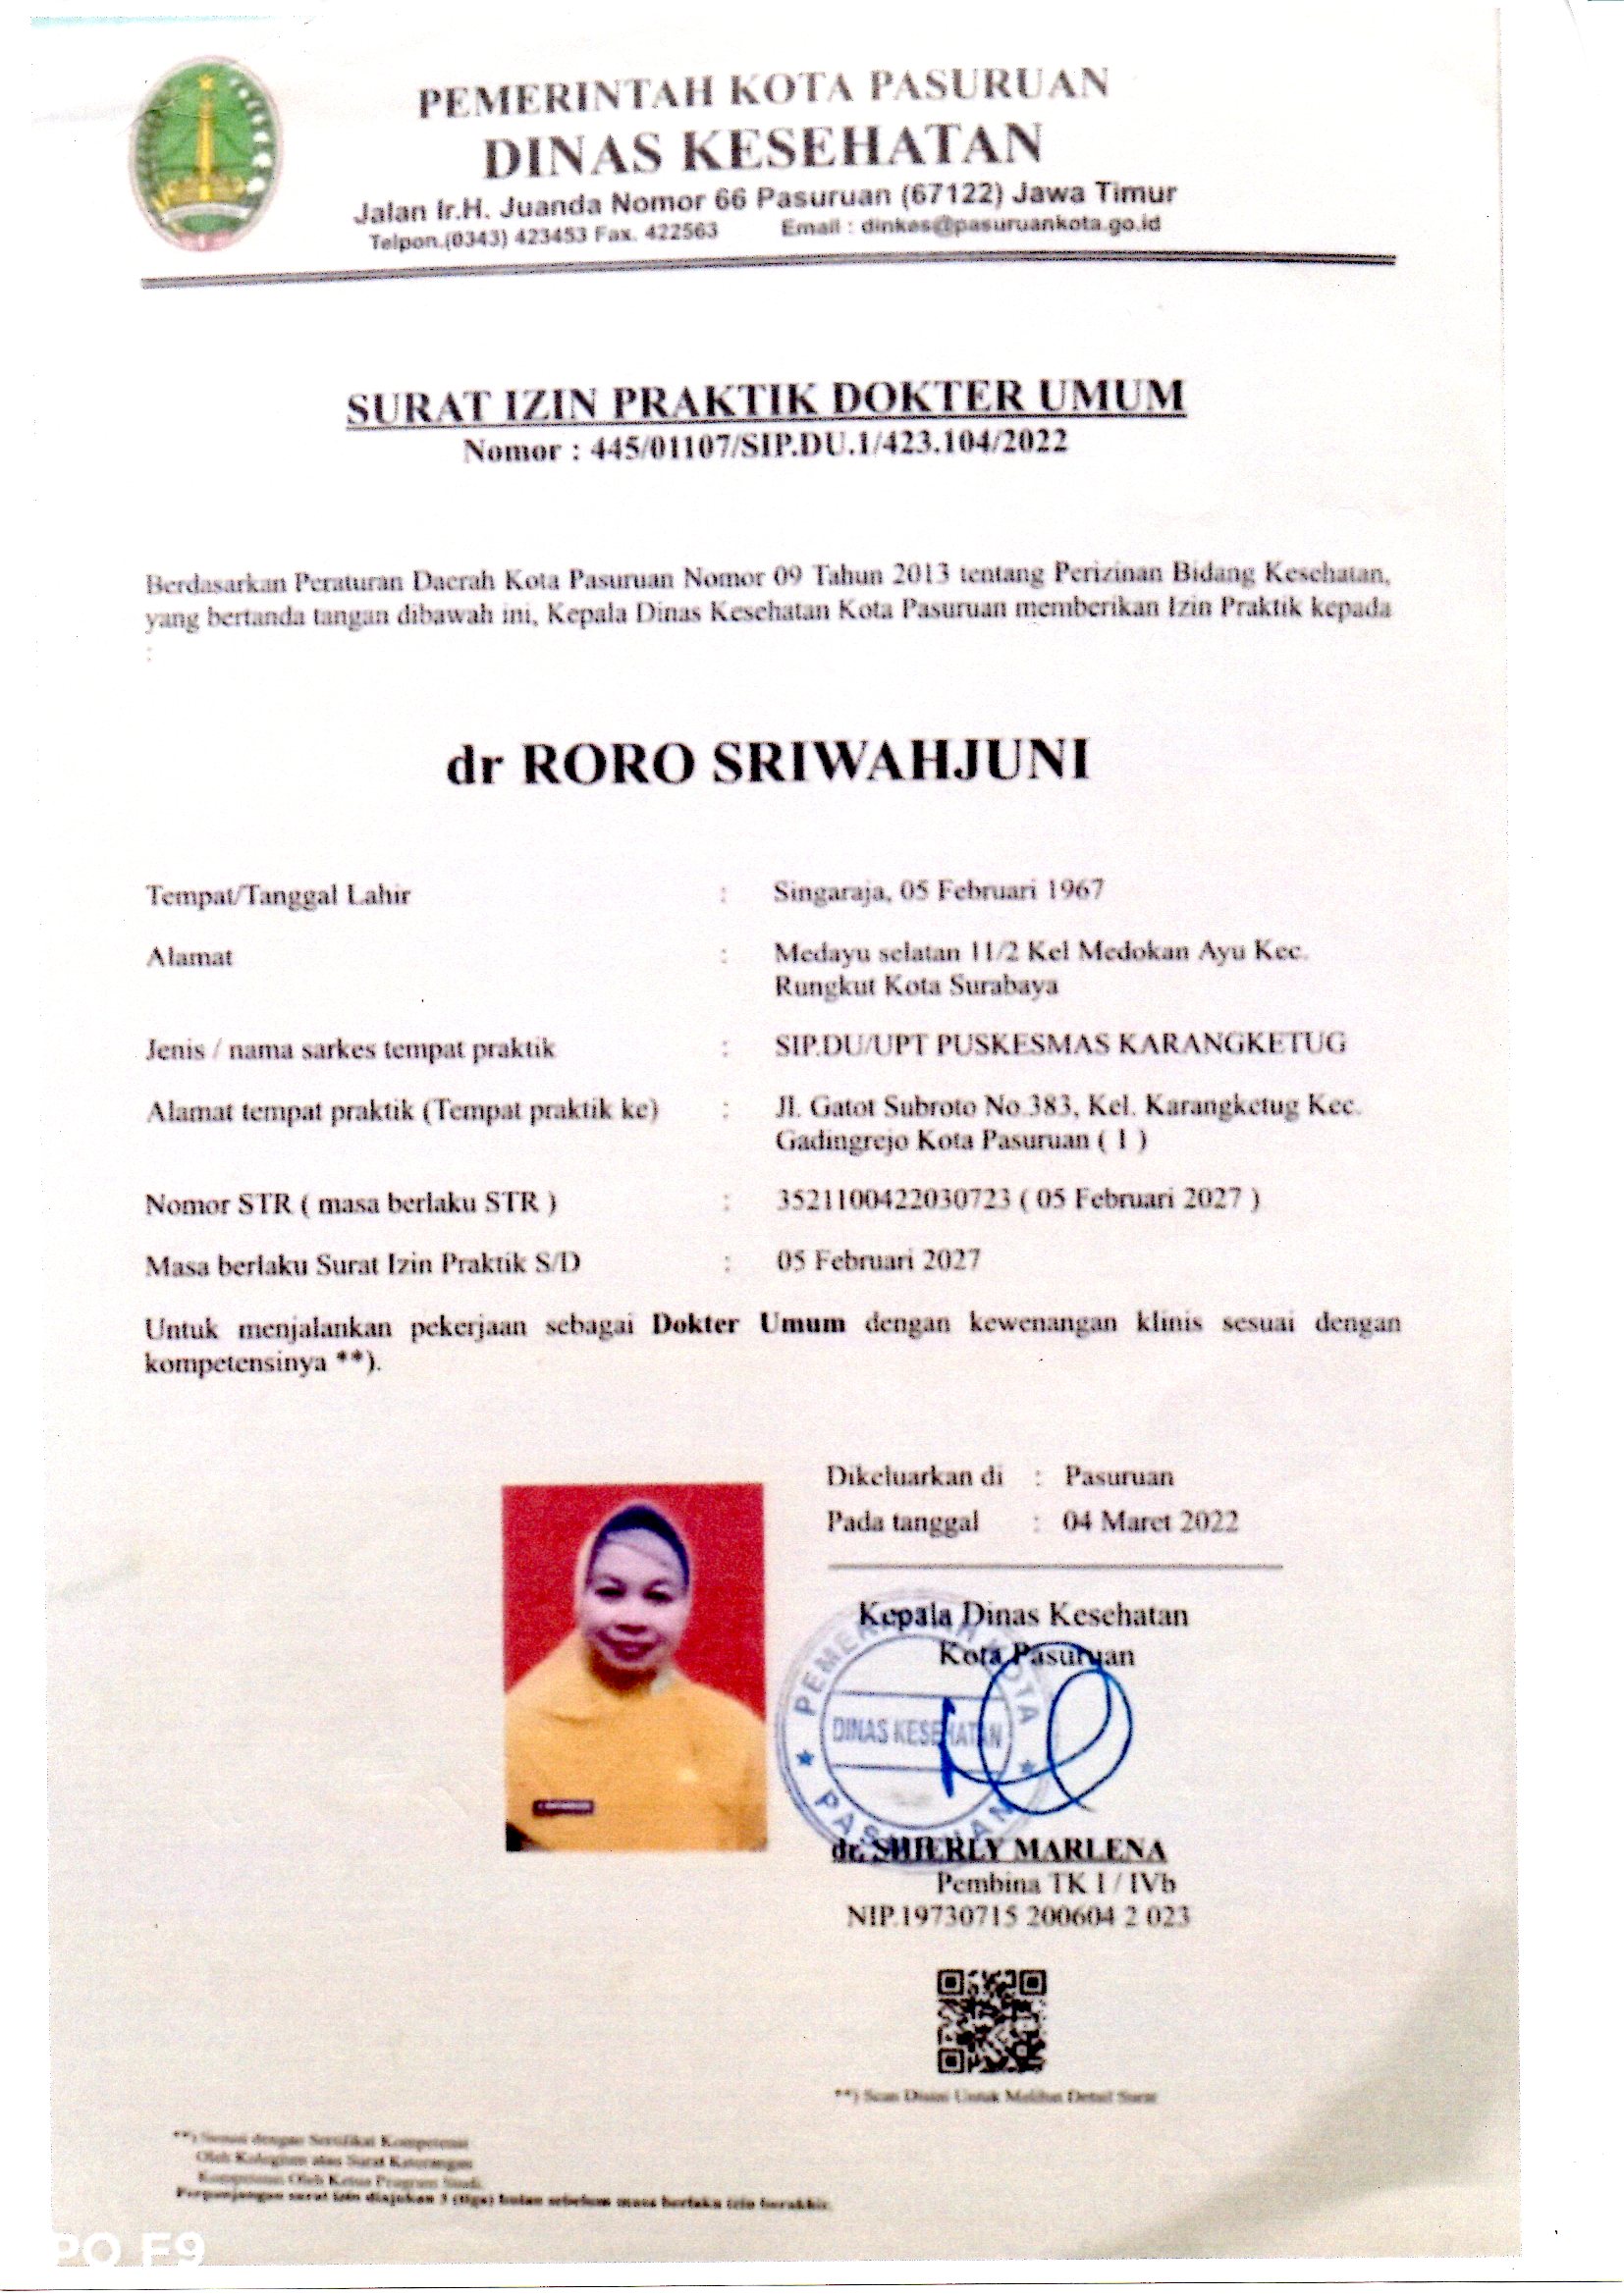 PEMERINTAH KOTA PASURUAN
DINAS KESEHATAN
Jalan Ir.H. Juanda Nomor 66 Pasuruan (67122) Jawa Timur
Telpon.(0343) 423453 Fax. 422563 Email : dinkes@pasuruankota.go.id
SURAT IZIN PRAKTIK DOKTER UMUM
Nomor : 445/01107/SIP.DU.1/423.104/2022
Berdasarkan Peraturan Daerah Kota Pasuruan Nomor 09 Tahun 2013 tentang Perizinan Bidang Kesehatan,
yang bertanda tangan dibawah ini, Kepala Dinas Kesehatan Kota Pasuruan memberikan Izin Praktik kepada
:
dr RORO SRIWAHJUNI
Tempat/Tanggal Lahir : Singaraja, 05 Februari 1967
Alamat : Medayu selatan 11/2 Kel Medokan Ayu Kec.
Rungkut Kota Surabaya
Jenis / nama sarkes tempat praktik : SIP.DU/UPT PUSKESMAS KARANGKETUG
Alamat tempat praktik (Tempat praktik ke) : Jl. Gatot Subroto No.383, Kel. Karangketug Kec.
Gadingrejo Kota Pasuruan ( 1 )
Nomor STR ( masa berlaku STR ) : 3521100422030723 ( 05 Februari 2027 )
Masa berlaku Surat Izin Praktik S/D : 05 Februari 2027
Untuk menjalankan pekerjaan sebagai Dokter Umum dengan kewenangan klinis sesuai dengan
kompetensinya **).
Dikeluarkan di : Pasuruan
Pada tanggal : 04 Maret 2022
Kepala Dinas Kesehatan
Kota Pasuruan
PEMERINTAH KOTA
DINAS KESEHATAN
PASURUAN
dr. SHIERLY MARLENA
Pembina TK I / IVb
NIP.19730715 200604 2 023
**) Scan Disini Untuk Melihat Detail Surat
**) Sesuai dengan Sertifikat Kompetensi
Oleh Kolegium atau Surat Keterangan
Kompetensi Oleh Ketua Program Studi
Perpanjangan surat izin diajukan 3 (tiga) bulan sebelum masa berlaku izin berakhir.
PO F9